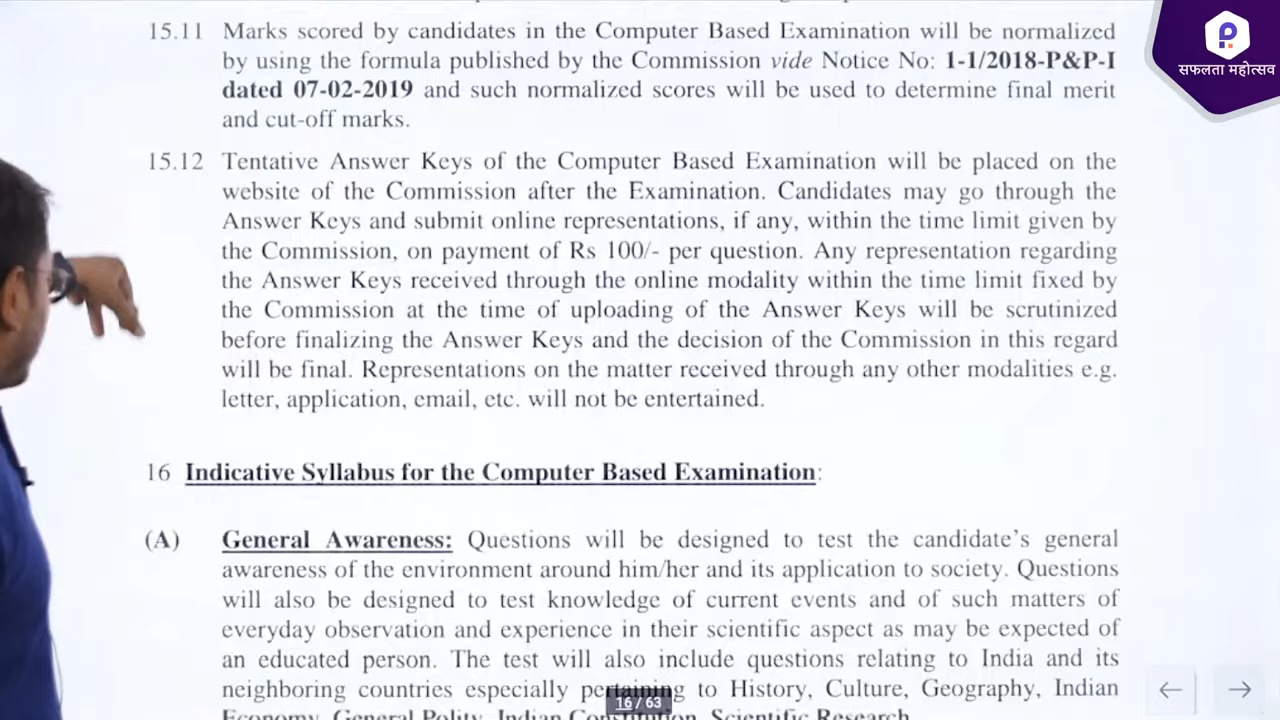 सफलता महोत्सव
15.11 Marks scored by candidates in the Computer Based Examination will be normalized
by using the formula published by the Commission vide Notice No: 1-1/2018-P&P-I
dated 07-02-2019 and such normalized scores will be used to determine final merit
and cut-off marks.
15.12 Tentative Answer Keys of the Computer Based Examination will be placed on the
website of the Commission after the Examination. Candidates may go through the
Answer Keys and submit online representations, if any, within the time limit given by
the Commission, on payment of Rs 100/- per question. Any representation regarding
the Answer Keys received through the online modality within the time limit fixed by
the Commission at the time of uploading of the Answer Keys will be scrutinized
before finalizing the Answer Keys and the decision of the Commission in this regard
will be final. Representations on the matter received through any other modalities e.g.
letter, application, email, etc. will not be entertained.
16 Indicative Syllabus for the Computer Based Examination:
(A) General Awareness: Questions will be designed to test the candidate's general
awareness of the environment around him/her and its application to society. Questions
will also be designed to test knowledge of current events and of such matters of
everyday observation and experience in their scientific aspect as may be expected of
an educated person. The test will also include questions relating to India and its
neighboring countries especially pertaining to History, Culture, Geography, Indian
Economy, General Polity, Indian Constitution, Scientific Research
16 / 63